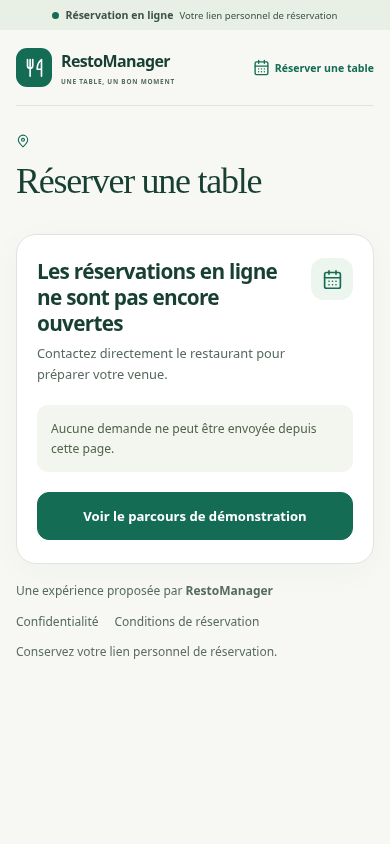 Réservation en ligne Votre lien personnel de réservation
RestoManager
UNE TABLE, UN BON MOMENT
Réserver une table
Réserver une table
Les réservations en ligne
ne sont pas encore
ouvertes
Contactez directement le restaurant pour
préparer votre venue.
Aucune demande ne peut être envoyée depuis
cette page.
Voir le parcours de démonstration
Une expérience proposée par RestoManager
Confidentialité Conditions de réservation
Conservez votre lien personnel de réservation.